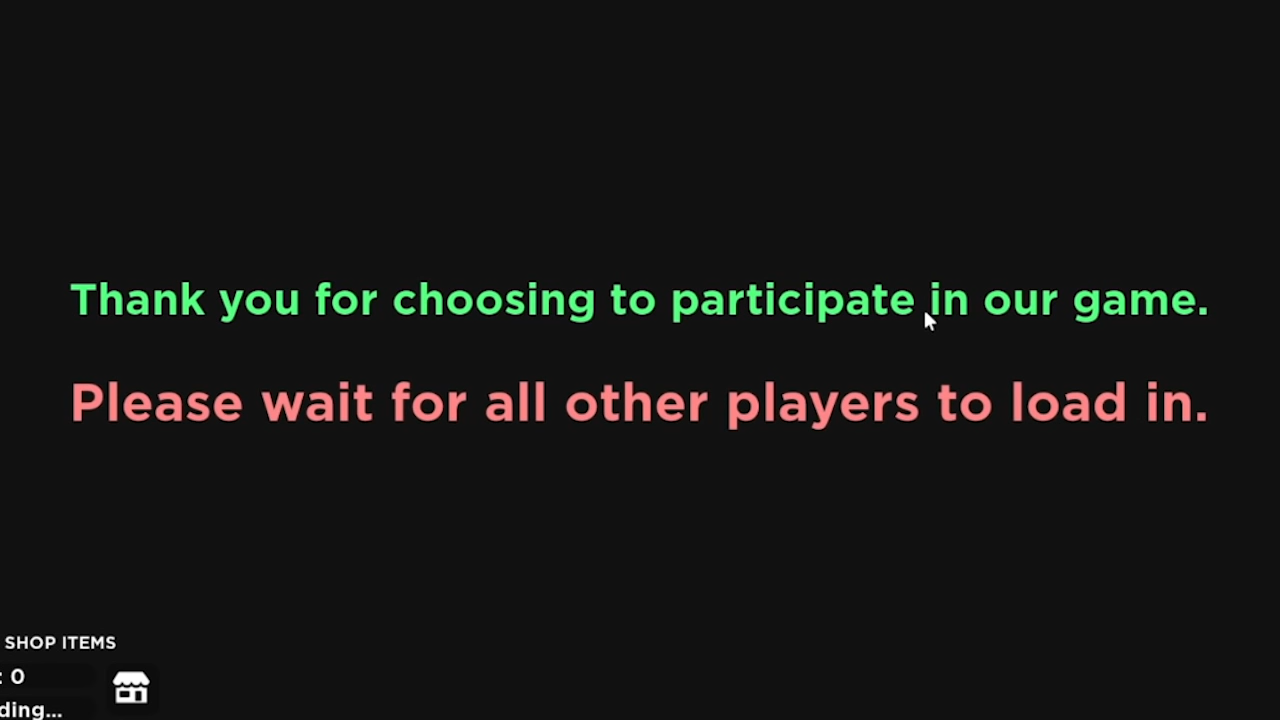 Thank you for choosing to participate in our game.
Please wait for all other players to load in.
SHOP ITEMS
: 0
ding...